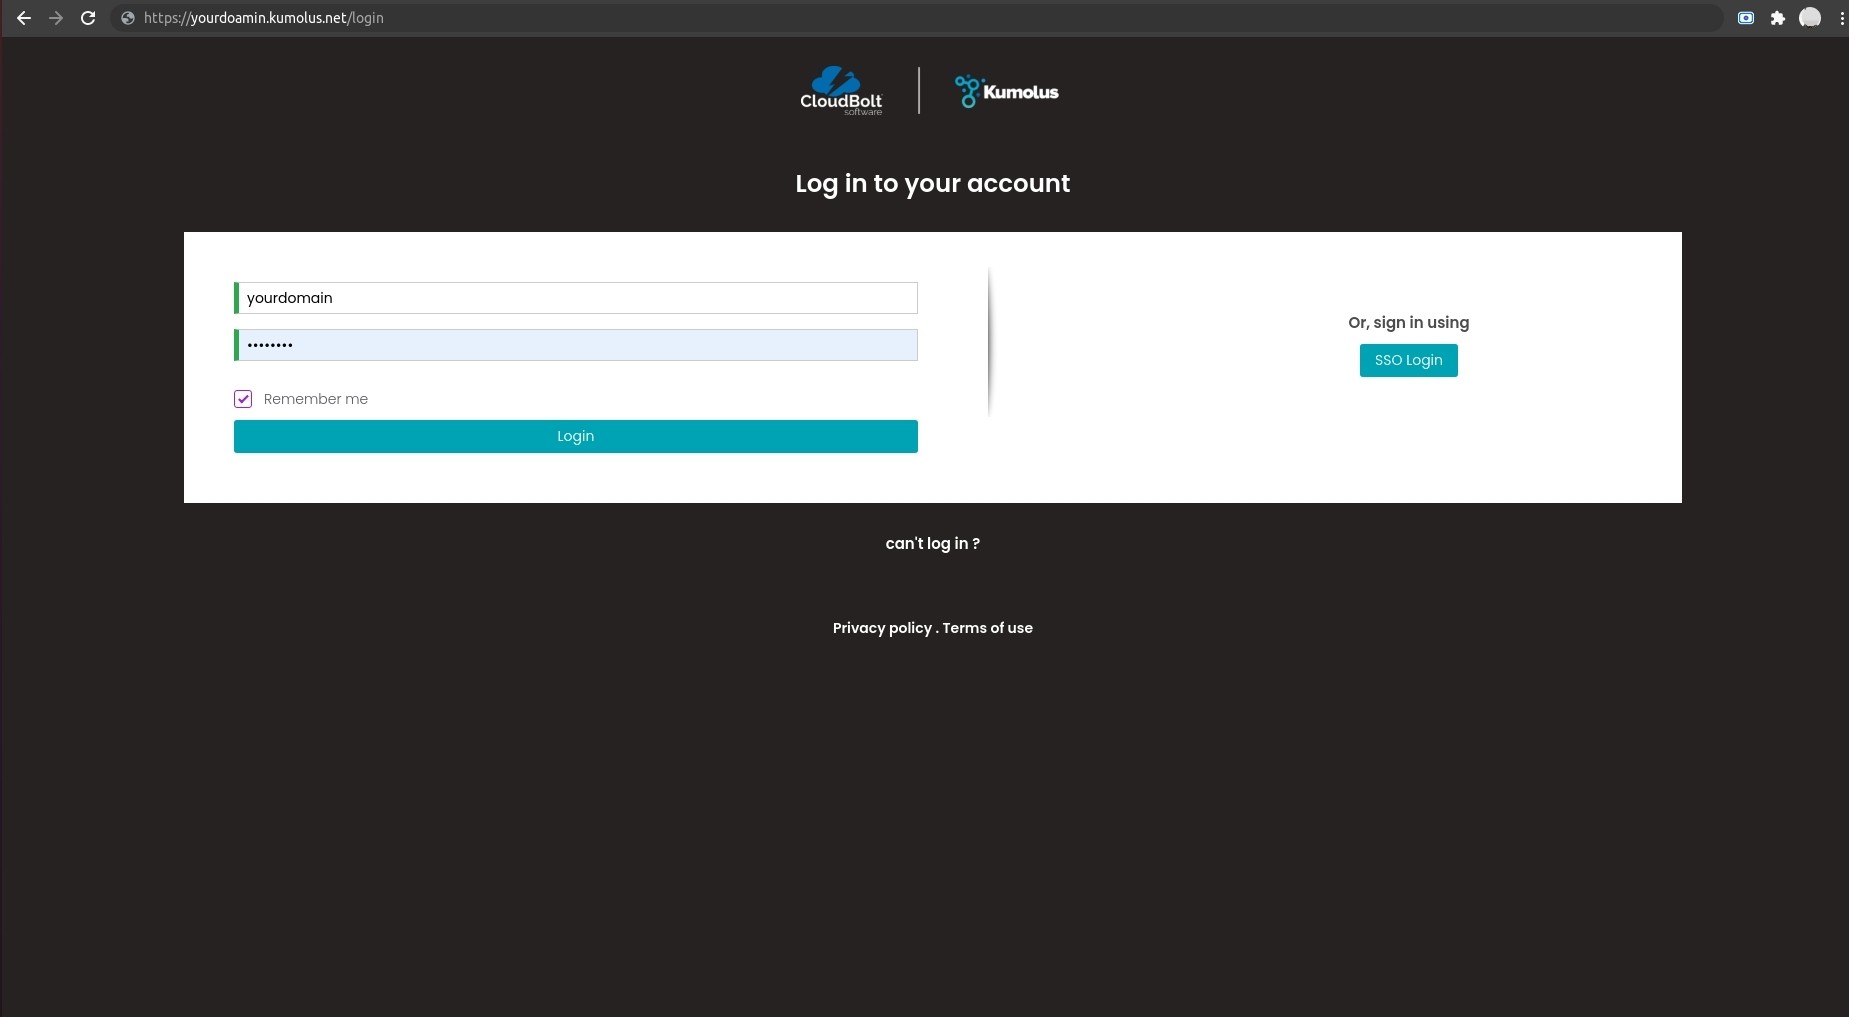 https://yourdoamin.kumolus.net/login
CloudBolt
software
Kumolus
Log in to your account
yourdomain
••••••••
Or, sign in using
SSO Login
Remember me
Login
can't log in ?
Privacy policy . Terms of use